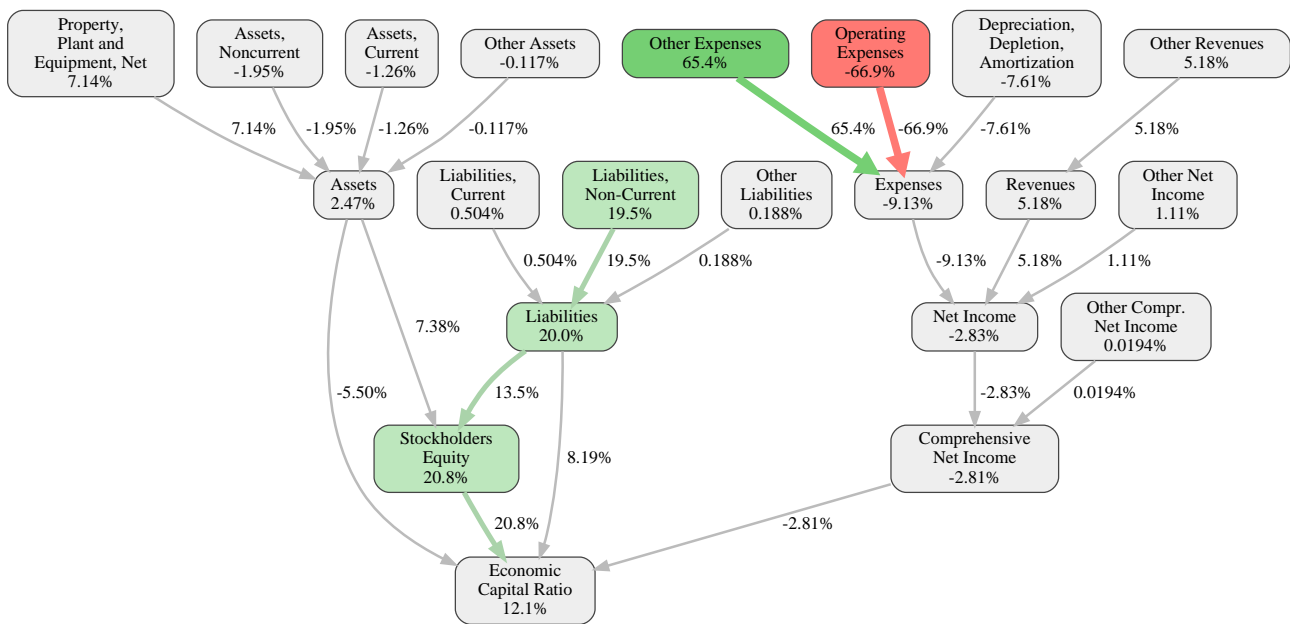 Property,
Plant and
Equipment, Net
7.14%
Assets,
Noncurrent
-1.95%
Assets,
Current
-1.26%
Other Assets
-0.117%
Other Expenses
65.4%
Operating
Expenses
-66.9%
Depreciation,
Depletion,
Amortization
-7.61%
Other Revenues
5.18%
7.14%
-1.95%
-1.26%
-0.117%
65.4%
-66.9%
-7.61%
5.18%
Assets
2.47%
Liabilities,
Current
0.504%
Liabilities,
Non-Current
19.5%
Other
Liabilities
0.188%
Expenses
-9.13%
Revenues
5.18%
Other Net
Income
1.11%
0.504%
19.5%
0.188%
-9.13%
5.18%
1.11%
7.38%
Liabilities
20.0%
Net Income
-2.83%
Other Compr.
Net Income
0.0194%
-5.50%
13.5%
-2.83%
0.0194%
Stockholders
Equity
20.8%
8.19%
Comprehensive
Net Income
-2.81%
20.8%
-2.81%
Economic
Capital Ratio
12.1%